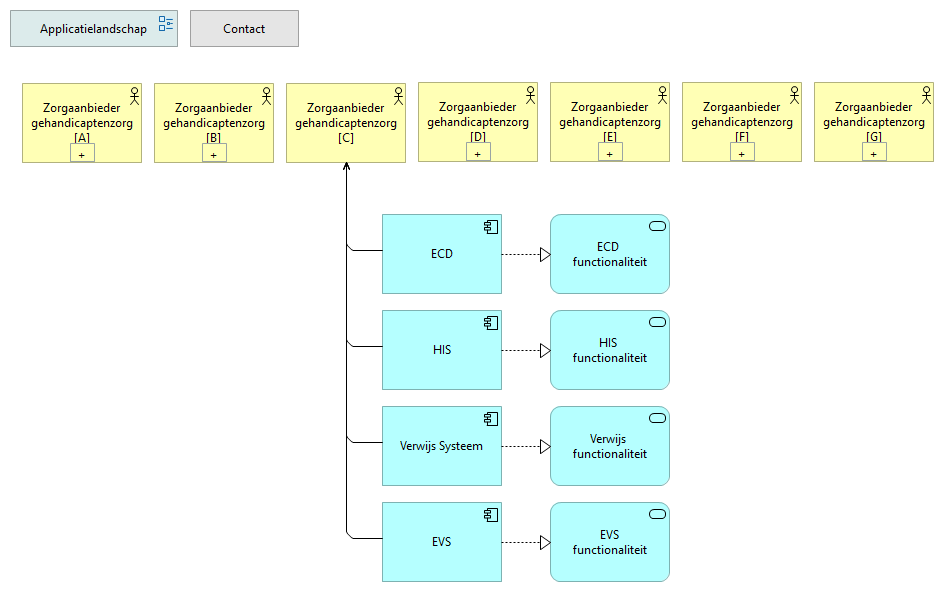 Applicatielandschap
Contact
Zorgaanbieder
gehandicaptenzorg
[A]
+
Zorgaanbieder
gehandicaptenzorg
[B]
+
Zorgaanbieder
gehandicaptenzorg
[C]
Zorgaanbieder
gehandicaptenzorg
[D]
+
Zorgaanbieder
gehandicaptenzorg
[E]
+
Zorgaanbieder
gehandicaptenzorg
[F]
+
Zorgaanbieder
gehandicaptenzorg
[G]
+
ECD
ECD
functionaliteit
HIS
HIS
functionaliteit
Verwijs Systeem
Verwijs
functionaliteit
EVS
EVS
functionaliteit